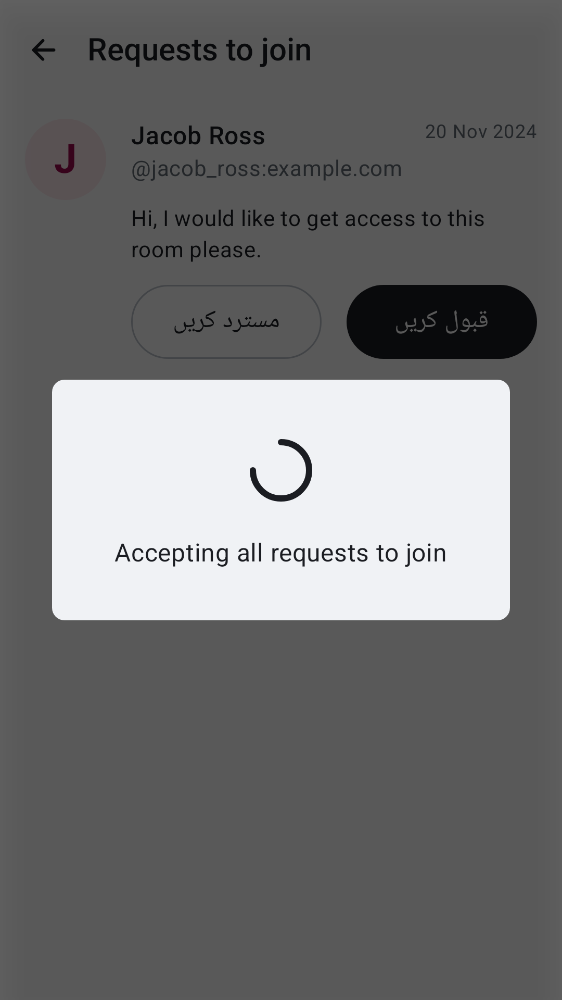 Requests to join
J
Jacob Ross
20 Nov 2024
@jacob_ross:example.com
Hi, I would like to get access to this
room please.
مسترد کریں
قبول کریں
Accepting all requests to join